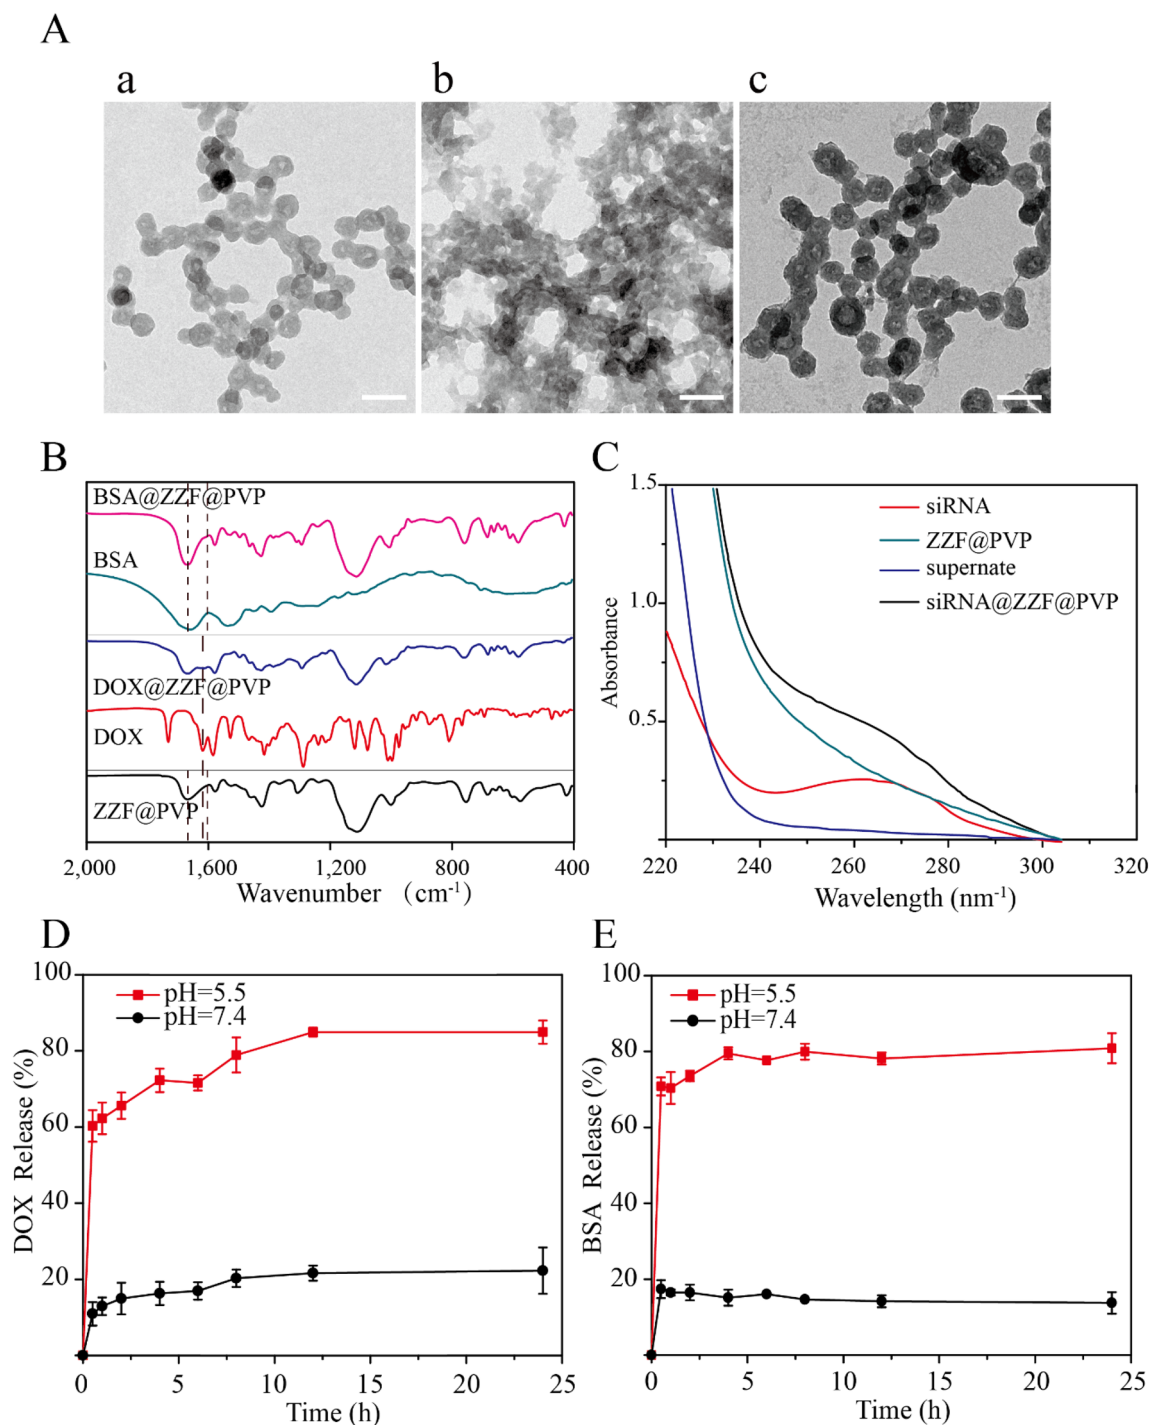 A
a b c
B
BSA@ZZF@PVP
BSA
DOX@ZZF@PVP
DOX
ZZF@PVP
2,000 1,600 1,200 800 400
Wavenumber （cm-1）
C
1.5
1.0
0.5
Absorbance
siRNA
ZZF@PVP
supernate
siRNA@ZZF@PVP
220 240 260 280 300 320
Wavelength (nm-1)
D
100
80
60
40
20
DOX Release (%)
pH=5.5
pH=7.4
0 5 10 15 20 25
Time (h)
E
100
80
60
40
20
BSA Release (%)
pH=5.5
pH=7.4
0 5 10 15 20 25
Time (h)